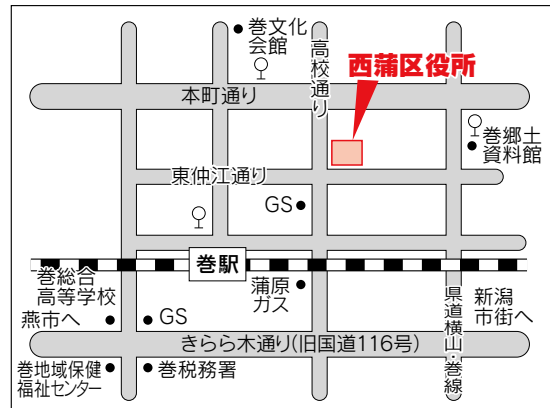 巻文化
会館
高校通り
西蒲区役所
本町通り
巻郷土
資料館
東仲江通り
GS
巻駅
巻総合
高等学校
蒲原
ガス
県道横山・巻線
新潟
市街へ
燕市へ
GS
きらら木通り(旧国道116号)
巻地域保健
福祉センター
巻税務署